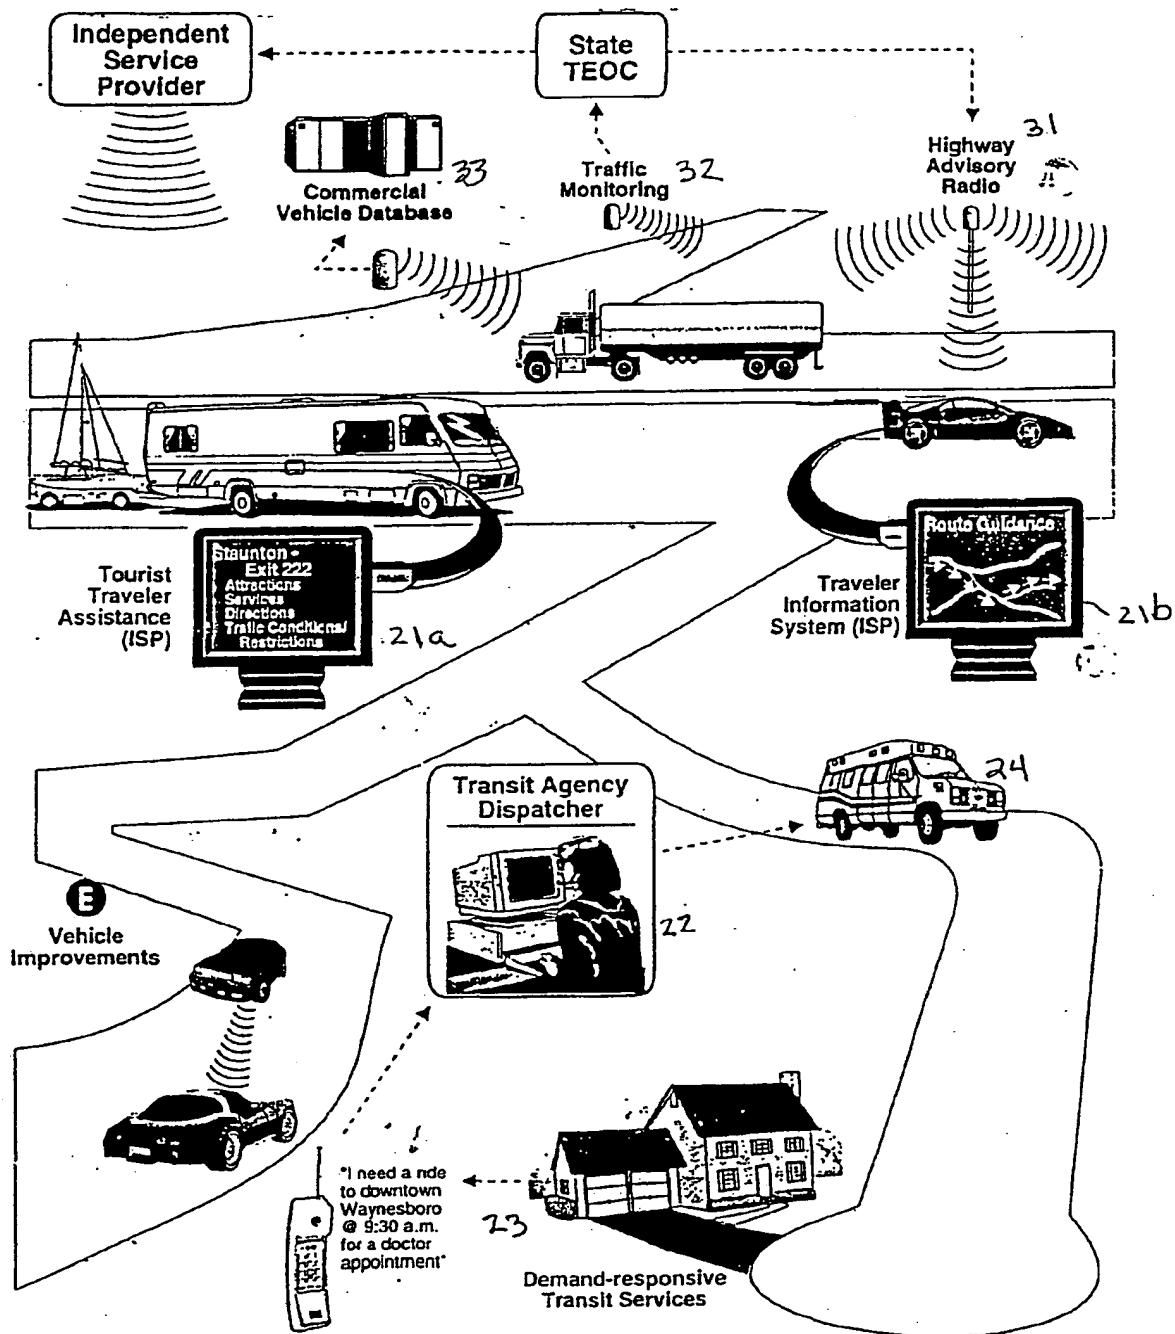 Independent
Service
Provider
State
TEOC
33
Commercial
Vehicle Database
Traffic
Monitoring
32
31
Highway
Advisory
Radio
Staunton -
Exit 222
Attractions
Services
Directions
Traffic Conditions/
Restrictions
Tourist
Traveler
Assistance
(ISP)
21a
Route Guidance
Traveler
Information
System (ISP)
21b
Transit Agency
Dispatcher
22
24
E
Vehicle
Improvements
"I need a ride
to downtown
Waynesboro
@ 9:30 a.m.
for a doctor
appointment"
23
Demand-responsive
Transit Services